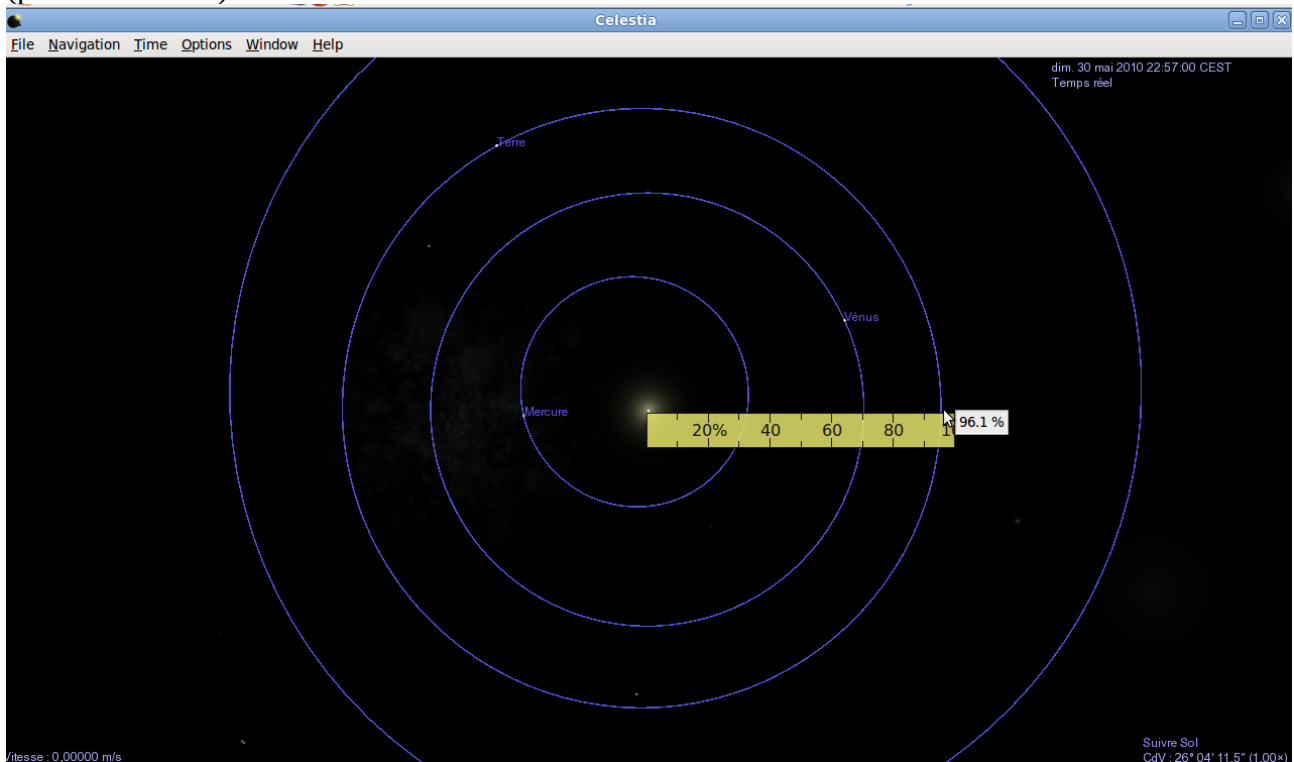 Celestia
File Navigation Time Options Window Help
dim. 30 mai 2010 22:57:00 CEST
Temps réel
Terre
Vénus
Mercure
96.1 %
20% 40 60 80
Vitesse : 0,00000 m/s
Suivre Sol
CdV : 26° 04' 11,5" (1,00×)